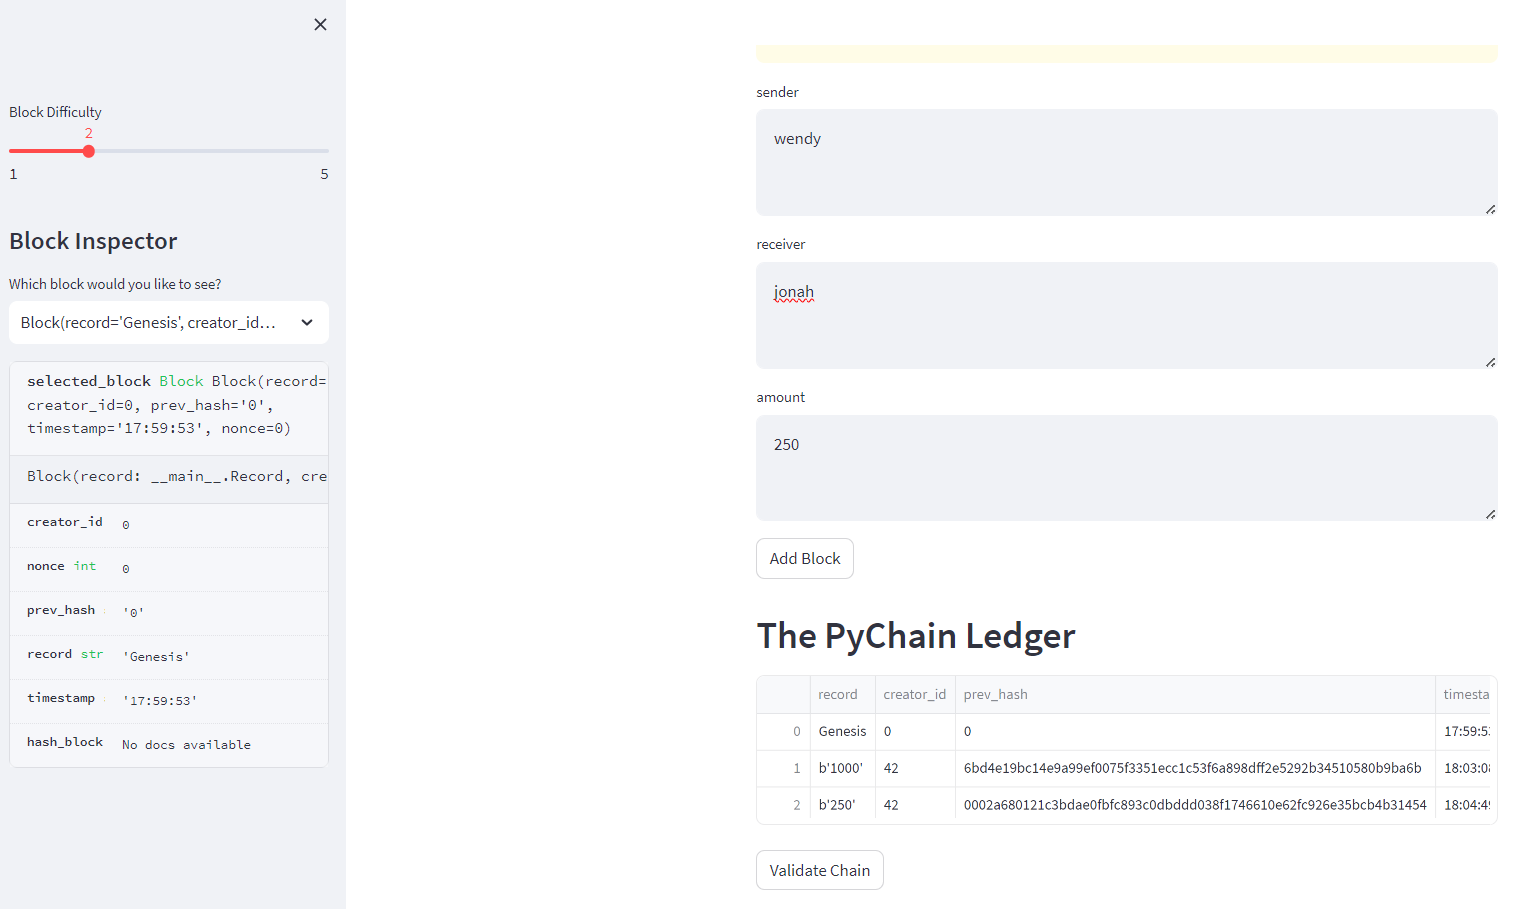 Block Difficulty
2
1 5
Block Inspector
Which block would you like to see?
Block(record='Genesis', creator_id...
selected_block Block Block(record=
creator_id=0, prev_hash='0',
timestamp='17:59:53', nonce=0)
Block(record: __main__.Record, cre
creator_id 0
nonce int 0
prev_hash '0'
record str 'Genesis'
timestamp '17:59:53'
hash_block No docs available
sender
wendy
receiver
jonah
amount
250
Add Block
The PyChain Ledger
record creator_id prev_hash timesta
0 Genesis 0 0 17:59:5
1 b'1000' 42 6bd4e19bc14e9a99ef0075f3351ecc1c53f6a898dff2e5292b34510580b9ba6b 18:03:0
2 b'250' 42 0002a680121c3bdae0fbfc893c0dbddd038f1746610e62fc926e35bcb4b31454 18:04:4
Validate Chain